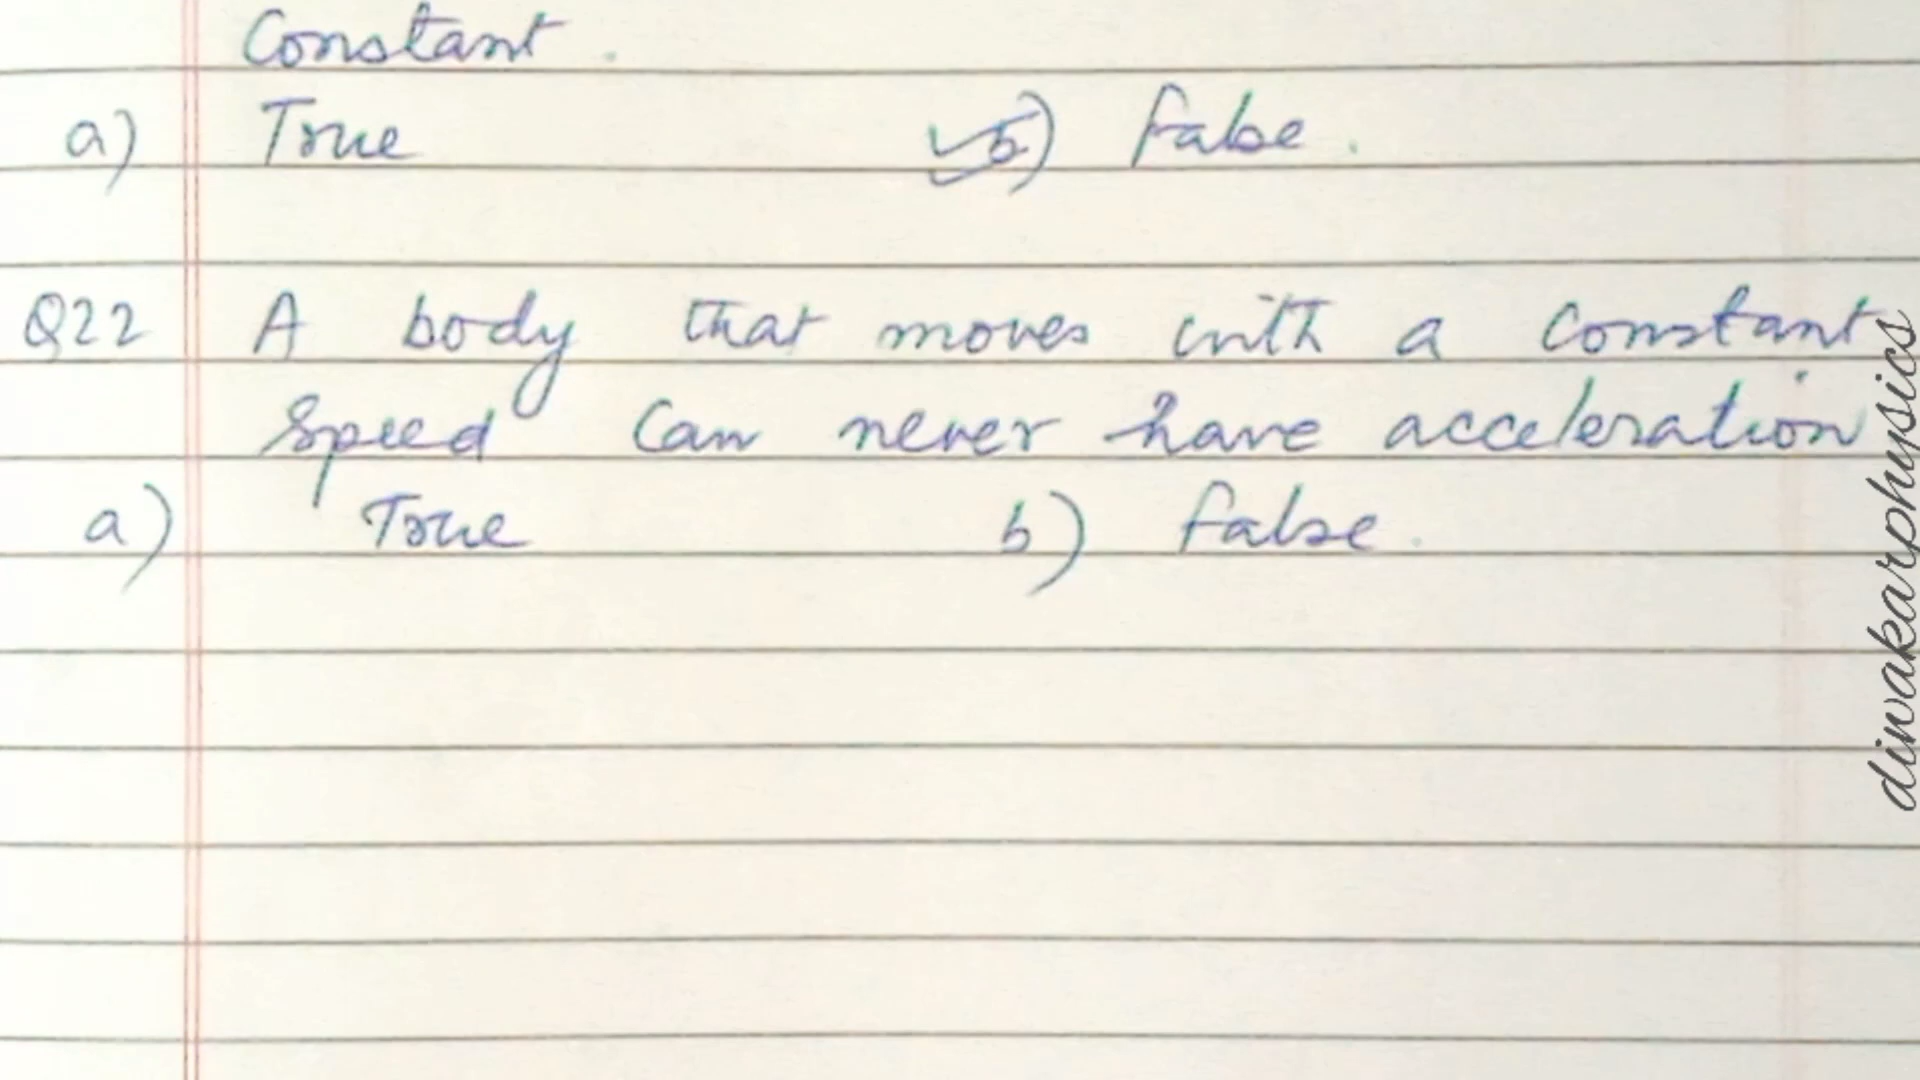 Constant.
a) True b) False.
Q22 A body that moves with a constant
speed can never have acceleration
a) True b) False.
diwakarphysics